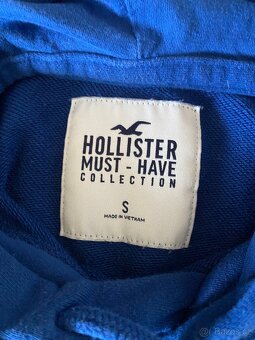 HOLLISTER
MUST-HAVE
COLLECTION
S
MADE IN VIETNAM